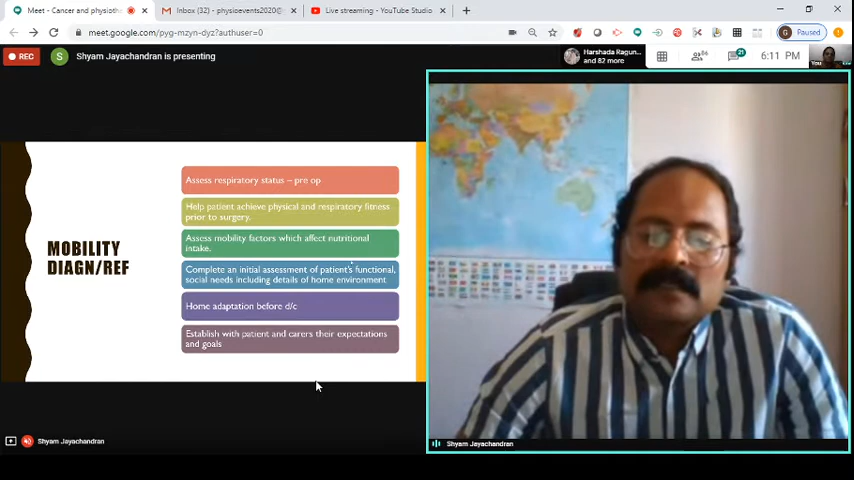 Meet - Cancer and physioth
Inbox (32) - physioevents2020@
Live streaming - YouTube Studio
meet.google.com/pyg-mzyn-dyz?authuser=0
Paused
REC
S
Shyam Jayachandran is presenting
Harshada Ragun...
and 82 more
86
21
6:11 PM
You
MOBILITY
DIAGN/REF
Assess respiratory status – pre op
Help patient achieve physical and respiratory fitness
prior to surgery.
Assess mobility factors which affect nutritional
intake.
Complete an initial assessment of patient's functional,
social needs including details of home environment
Home adaptation before d/c
Establish with patient and carers their expectations
and goals
Shyam Jayachandran
Shyam Jayachandran